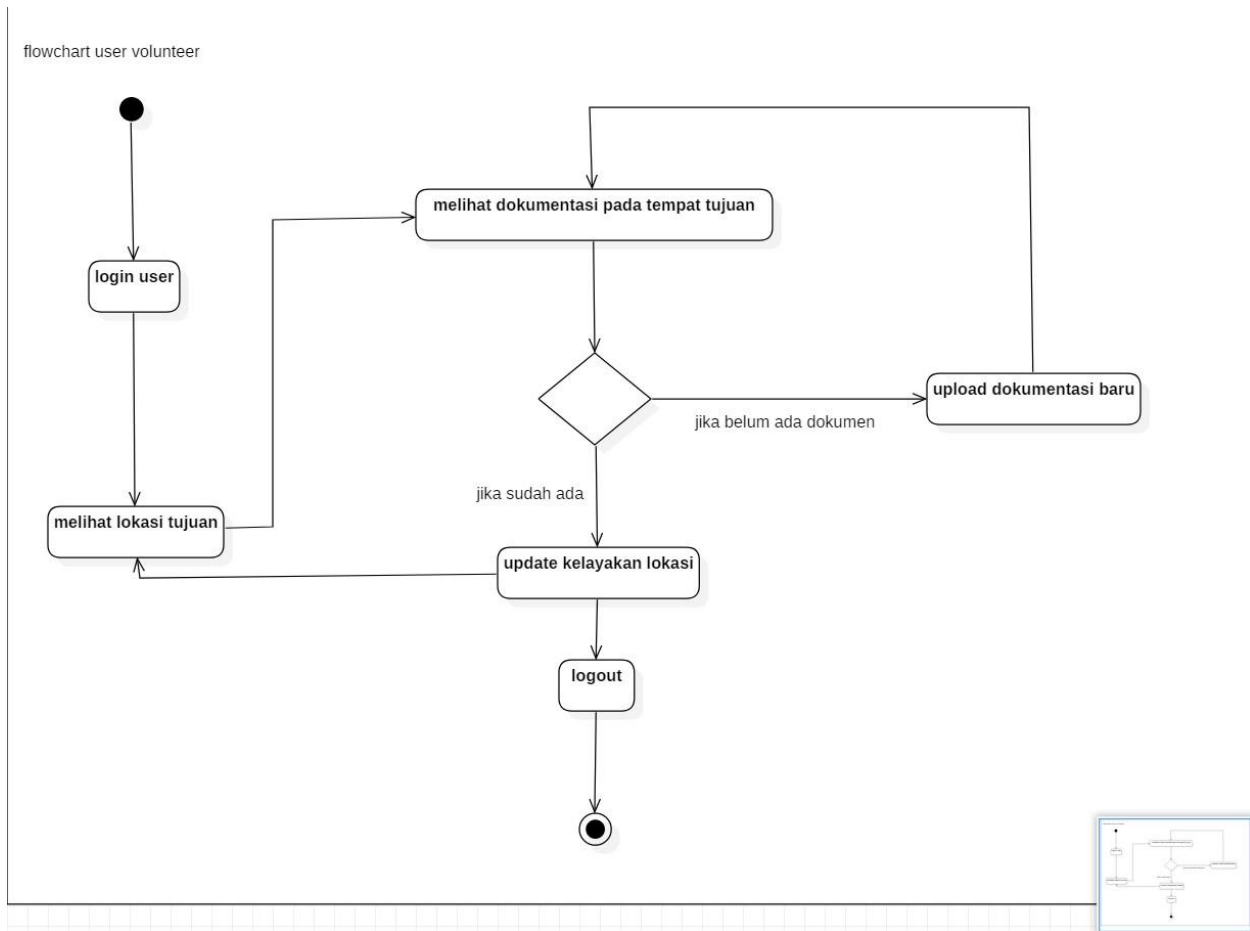 flowchart user volunteer
login user
melihat lokasi tujuan
melihat dokumentasi pada tempat tujuan
jika belum ada dokumen
upload dokumentasi baru
jika sudah ada
update kelayakan lokasi
logout